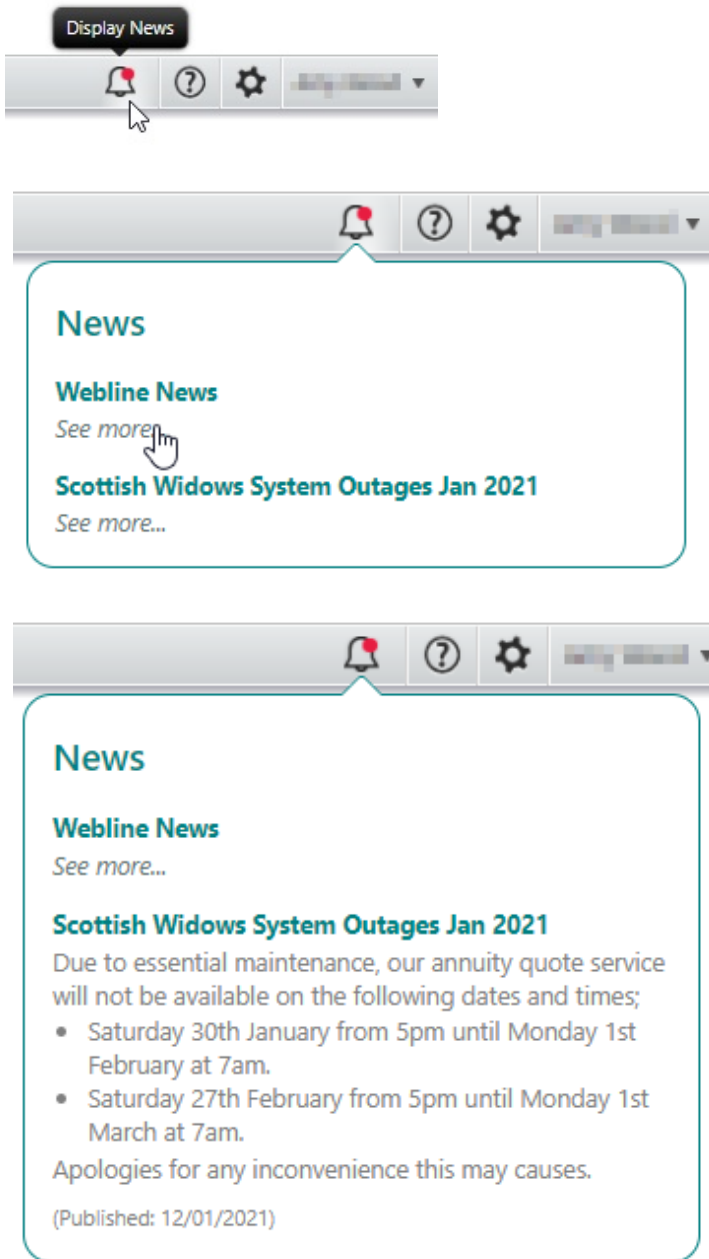 Display News
News
Webline News
See more...
Scottish Widows System Outages Jan 2021
See more...
News
Webline News
See more...
Scottish Widows System Outages Jan 2021
Due to essential maintenance, our annuity quote service
will not be available on the following dates and times;
• Saturday 30th January from 5pm until Monday 1st
February at 7am.
• Saturday 27th February from 5pm until Monday 1st
March at 7am.
Apologies for any inconvenience this may causes.
(Published: 12/01/2021)